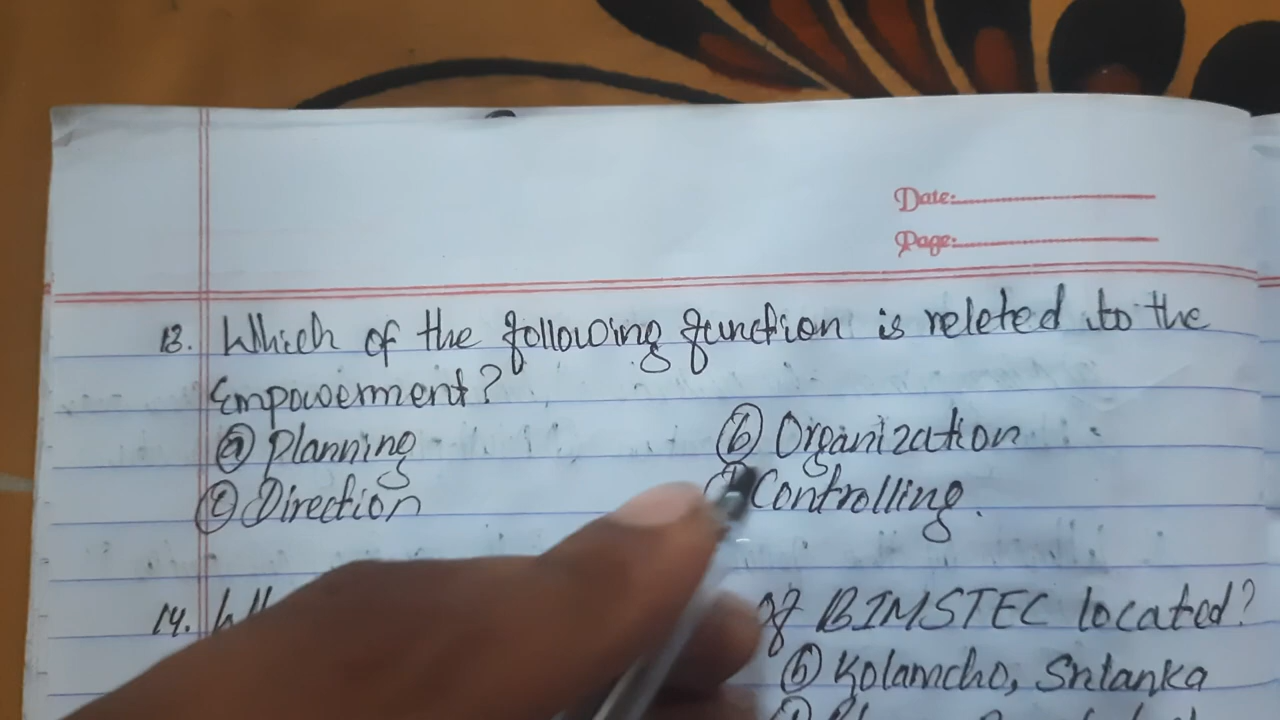 Date:
Page:
13. Which of the following function is releted to the
Empowerment?
(a) Planning (b) Organization
(c) Direction Controlling.
14. of BIMSTEC located?
(b) Kolamcho, Srilanka